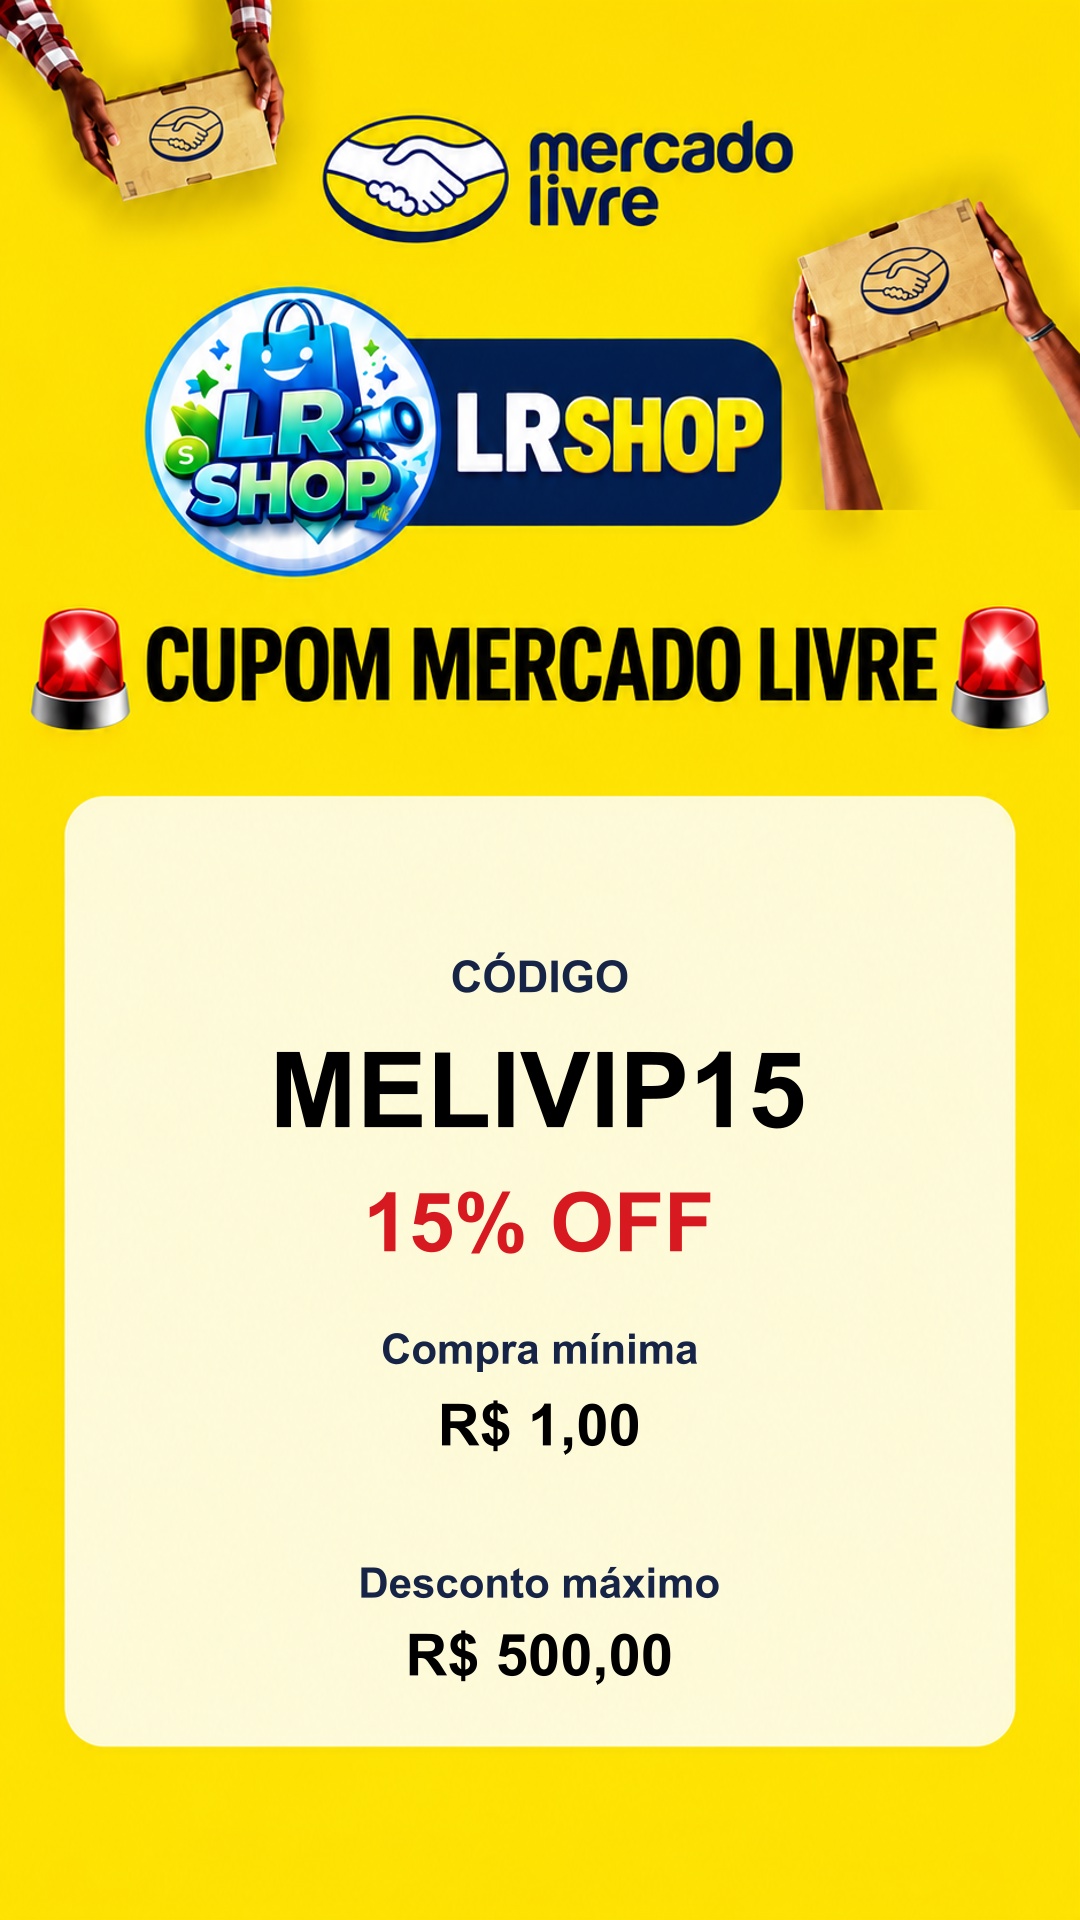 mercado
livre
LR
SHOP
S
LRSHOP
CUPOM MERCADO LIVRE
CÓDIGO
MELIVIP15
15% OFF
Compra mínima
R$ 1,00
Desconto máximo
R$ 500,00